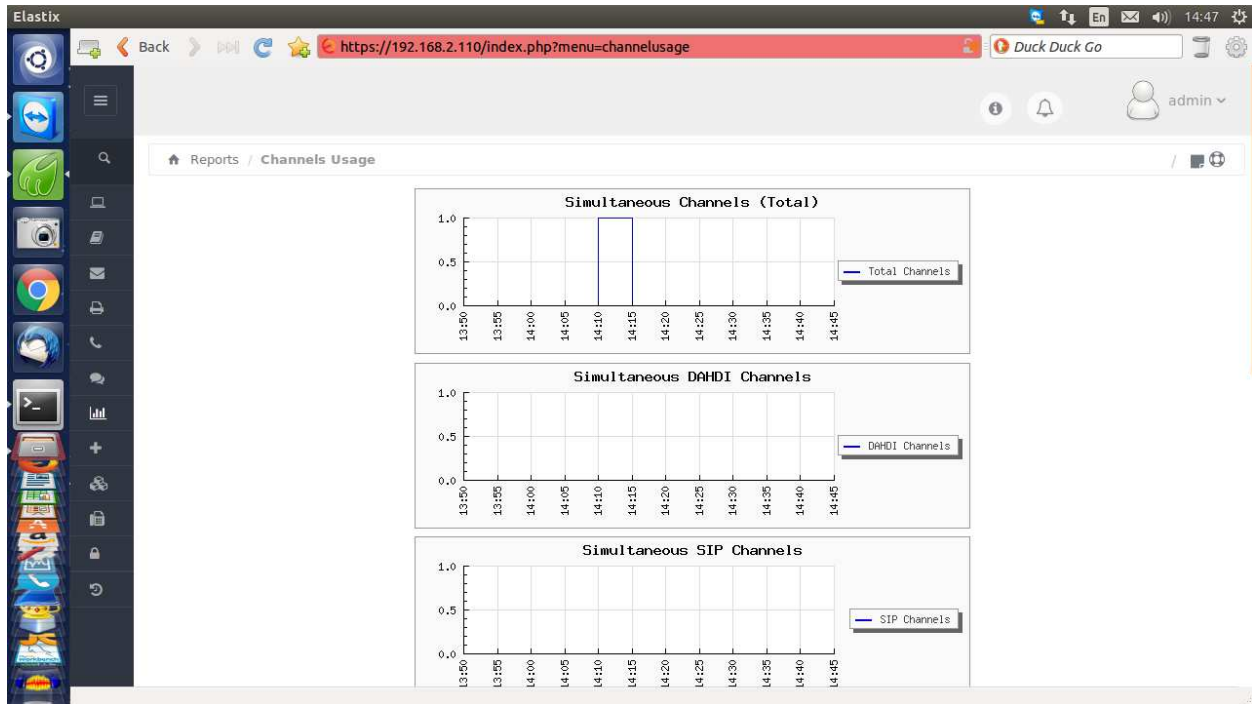 Elastix
En
14:47
Back
https://192.168.2.110/index.php?menu=channelusage
Duck Duck Go
admin
Reports / Channels Usage
/
Simultaneous Channels (Total)
1.0
0.5
0.0
13:50 13:55 14:00 14:05 14:10 14:15 14:20 14:25 14:30 14:35 14:40 14:45
Total Channels
Simultaneous DAHDI Channels
1.0
0.5
0.0
13:50 13:55 14:00 14:05 14:10 14:15 14:20 14:25 14:30 14:35 14:40 14:45
DAHDI Channels
Simultaneous SIP Channels
1.0
0.5
0.0
13:50 13:55 14:00 14:05 14:10 14:15 14:20 14:25 14:30 14:35 14:40 14:45
SIP Channels